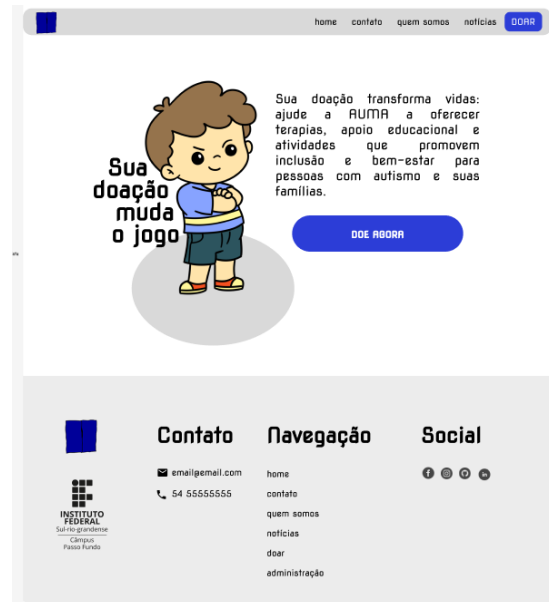 home contato quem somos notícias DOAR
Sua
doação
muda
o jogo
Sua doação transforma vidas:
ajude a AUMA a oferecer
terapias, apoio educacional e
atividades que promovem
inclusão e bem-estar para
pessoas com autismo e suas
famílias.
DOE AGORA
Contato
email@email.com
54 55555555
Navegação
home
contato
quem somos
notícias
doar
administração
Social
INSTITUTO
FEDERAL
Sul-rio-grandense
Câmpus
Passo Fundo